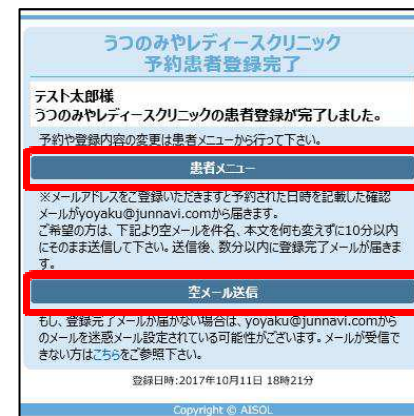 うつのみやレディースクリニック
予約患者登録完了
テスト太郎様
うつのみやレディースクリニックの患者登録が完了しました。
予約や登録内容の変更は患者メニューから行って下さい。
患者メニュー
※メールアドレスをご登録いただきますと予約された日時を記載した確認
メールがyoyaku@junnavi.comから届きます。
ご希望の方は、下記より空メールを件名、本文を何も変えずに10分以内
にそのまま送信して下さい。送信後、数分以内に登録完了メールが届きま
す。
空メール送信
もし、登録完了メールが届かない場合は、yoyaku@junnavi.comから
のメールを迷惑メール設定されている可能性がございます。メールが受信で
きない方はこちらをご参照下さい。
登録日時:2017年10月11日 18時21分
Copyright © AISOL